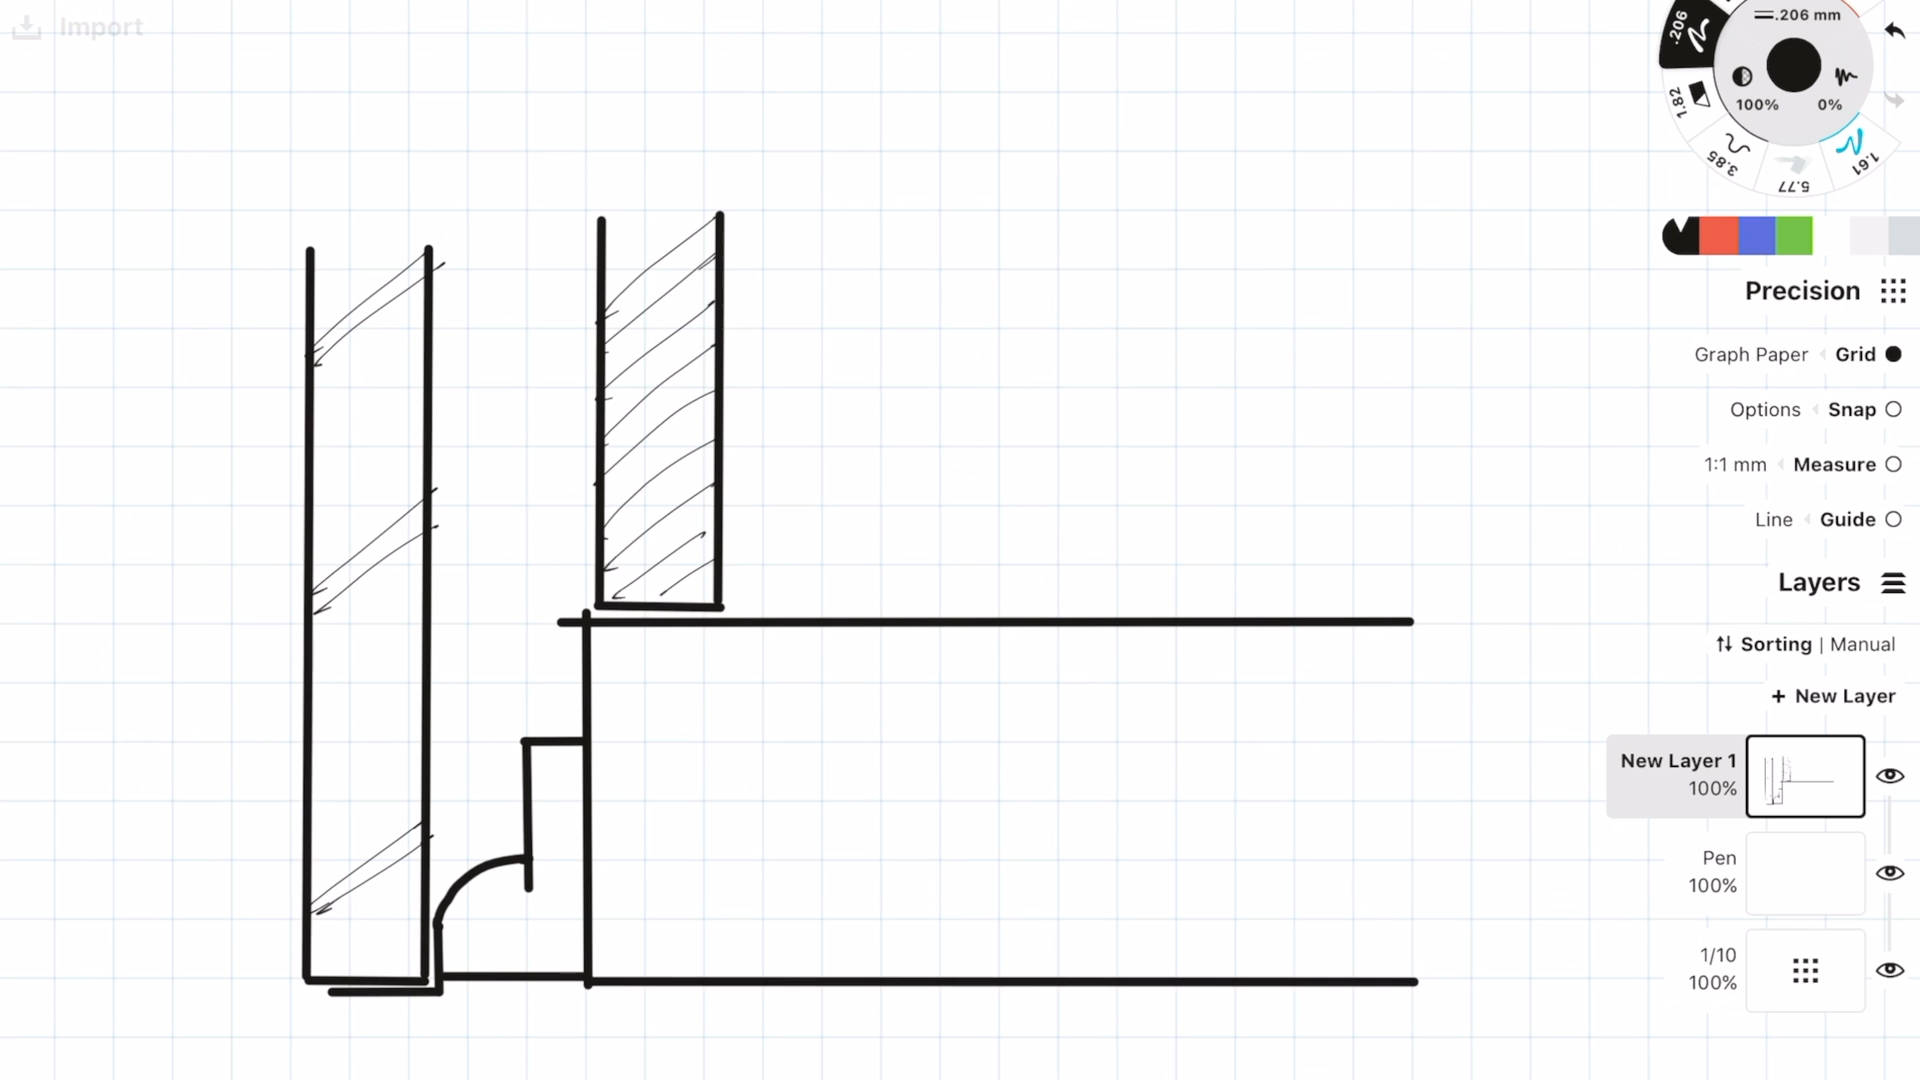 Import
.206 mm
.206
100%
0%
1.82
3.85
5.77
1.61
Precision
Graph Paper Grid
Options Snap
1:1 mm Measure
Line Guide
Layers
Sorting | Manual
+ New Layer
New Layer 1
100%
Pen
100%
1/10
100%